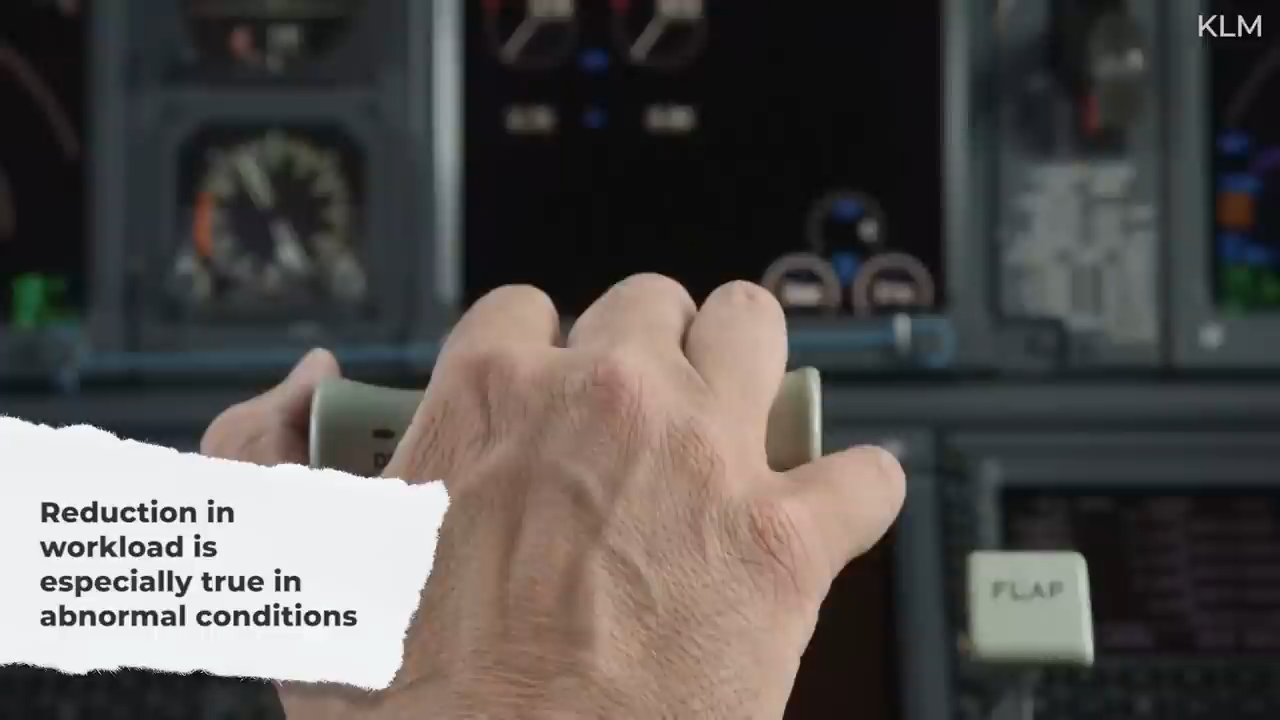 KLM
FLAP
Reduction in
workload is
especially true in
abnormal conditions